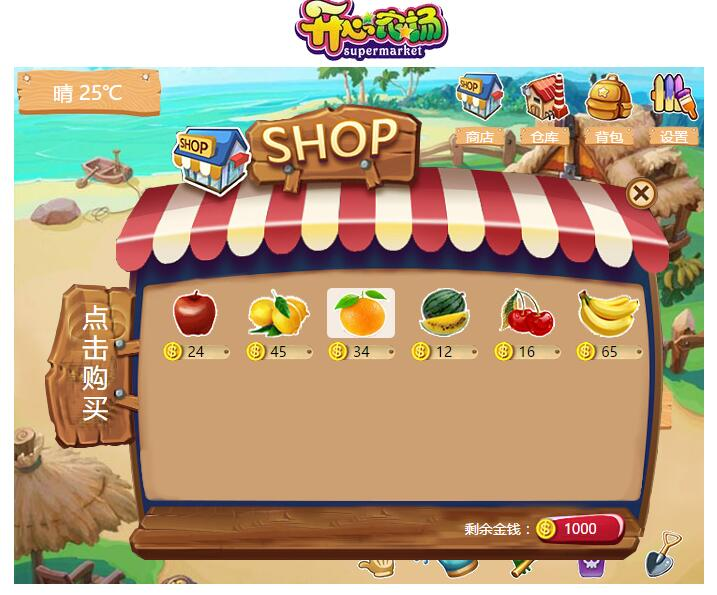 开心农场
supermarket
晴 25℃
商店
仓库
背包
设置
SHOP
SHOP
SHOP
点击购买
24
45
34
12
16
65
剩余金钱：
1000